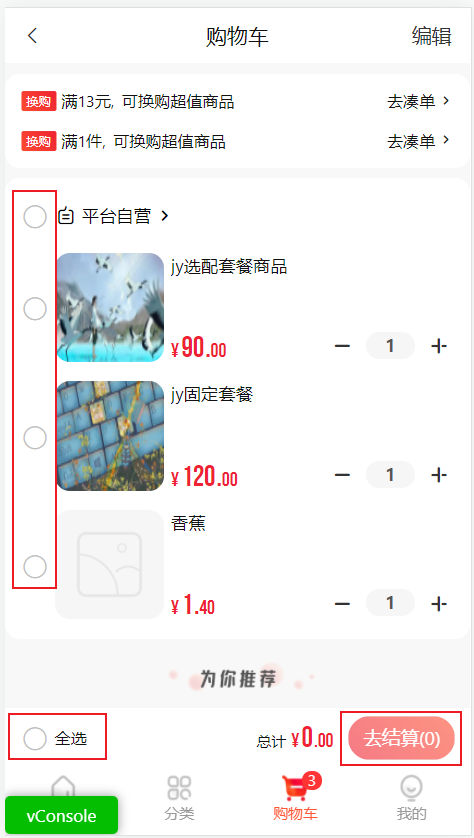 购物车 编辑
换购 满13元, 可换购超值商品 去凑单
换购 满1件, 可换购超值商品 去凑单
平台自营
jy选配套餐商品
¥90.00 − 1 +
jy固定套餐
¥120.00 − 1 +
香蕉
¥1.40 − 1 +
为你推荐
全选 总计 ¥0.00 去结算(0)
3
vConsole 分类 购物车 我的